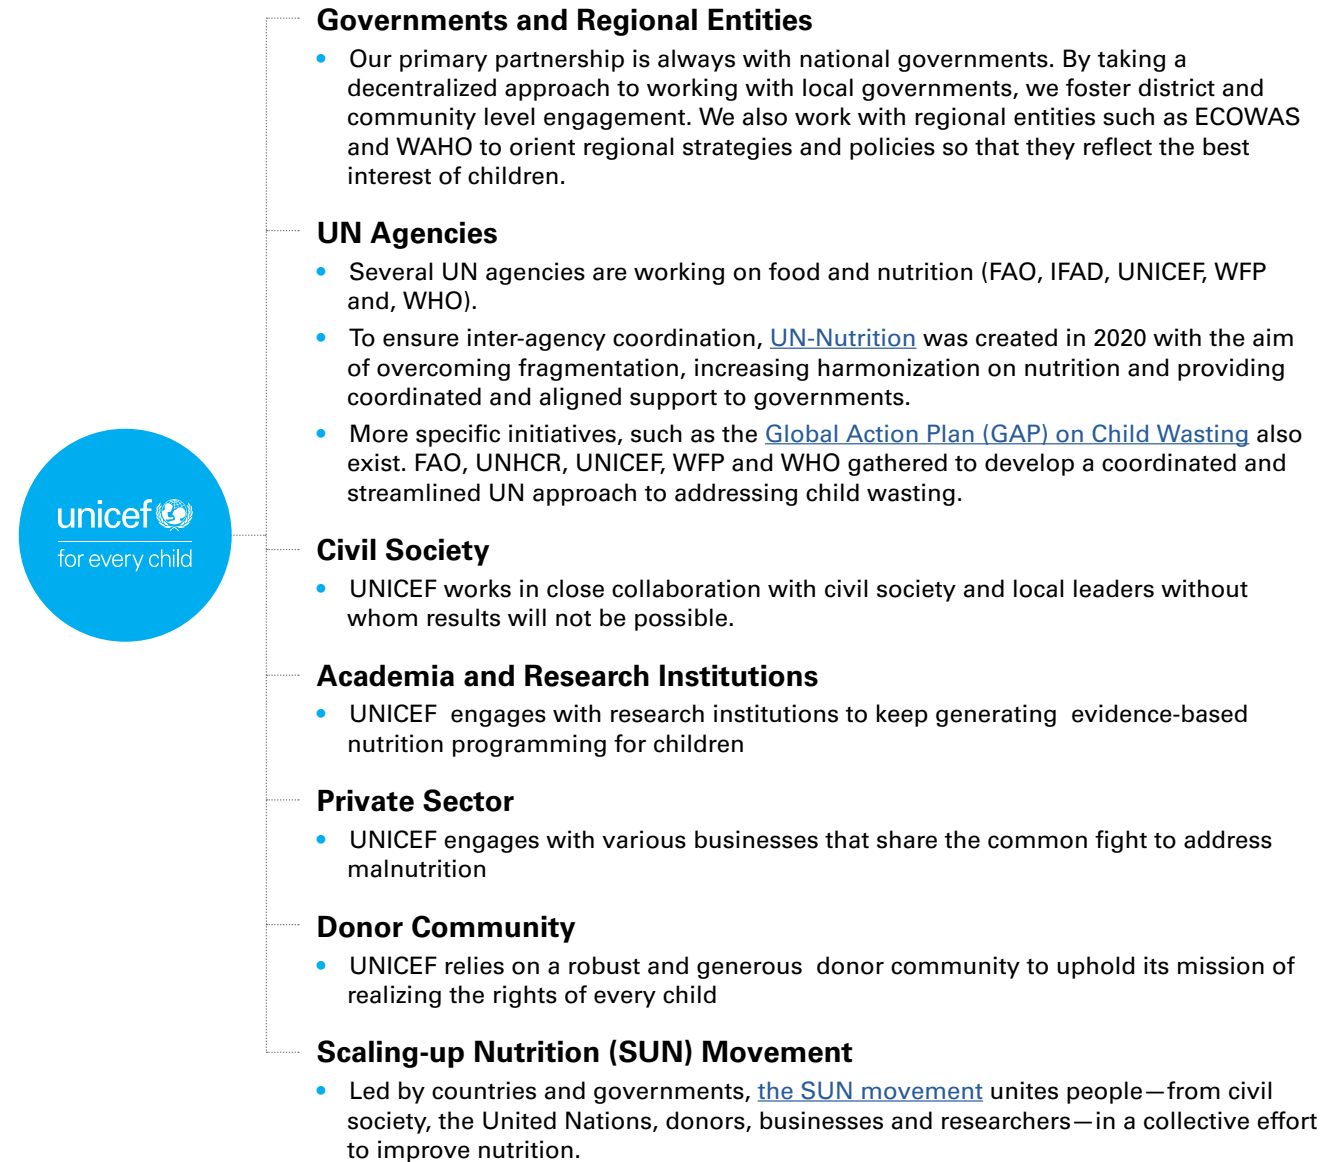 Governments and Regional Entities
• Our primary partnership is always with national governments. By taking a
decentralized approach to working with local governments, we foster district and
community level engagement. We also work with regional entities such as ECOWAS
and WAHO to orient regional strategies and policies so that they reflect the best
interest of children.
UN Agencies
• Several UN agencies are working on food and nutrition (FAO, IFAD, UNICEF, WFP
and, WHO).
• To ensure inter-agency coordination, UN-Nutrition was created in 2020 with the aim
of overcoming fragmentation, increasing harmonization on nutrition and providing
coordinated and aligned support to governments.
• More specific initiatives, such as the Global Action Plan (GAP) on Child Wasting also
exist. FAO, UNHCR, UNICEF, WFP and WHO gathered to develop a coordinated and
streamlined UN approach to addressing child wasting.
unicef
for every child
Civil Society
• UNICEF works in close collaboration with civil society and local leaders without
whom results will not be possible.
Academia and Research Institutions
• UNICEF  engages with research institutions to keep generating  evidence-based
nutrition programming for children
Private Sector
• UNICEF engages with various businesses that share the common fight to address
malnutrition
Donor Community
• UNICEF relies on a robust and generous  donor community to uphold its mission of
realizing the rights of every child
Scaling-up Nutrition (SUN) Movement
• Led by countries and governments, the SUN movement unites people—from civil
society, the United Nations, donors, businesses and researchers—in a collective effort
to improve nutrition.